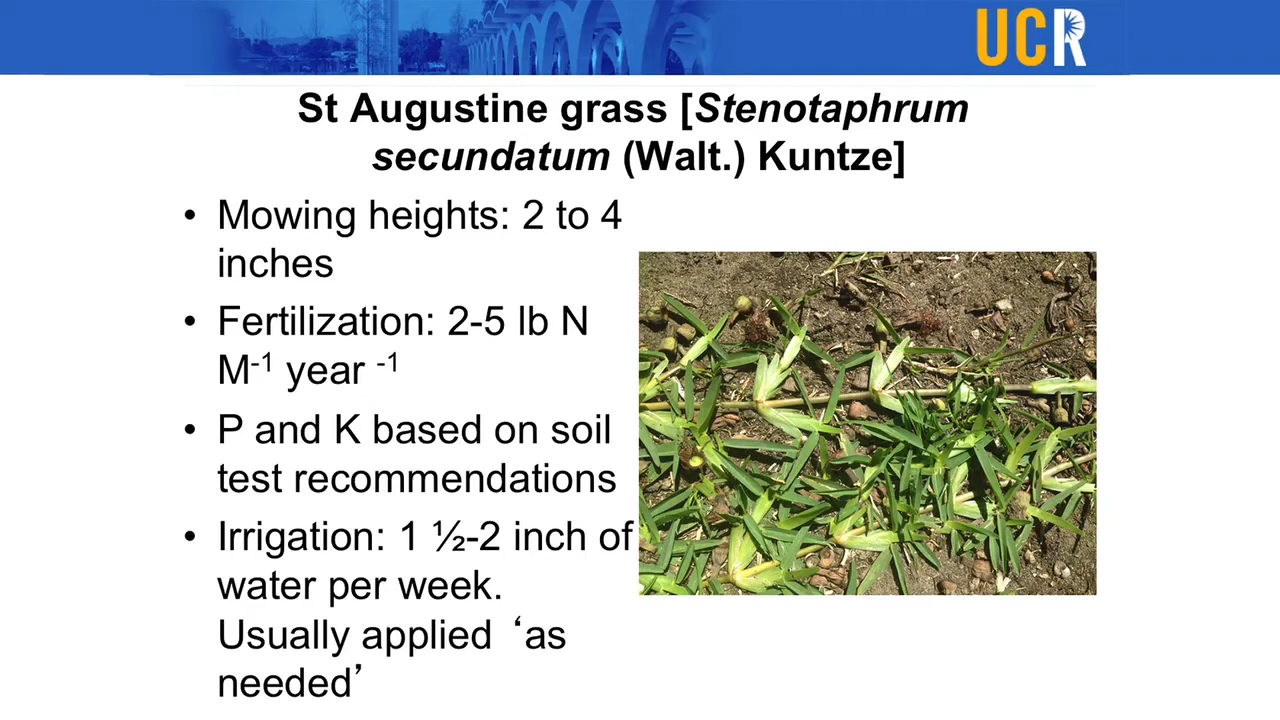 UCR
St Augustine grass [Stenotaphrum
secundatum (Walt.) Kuntze]
• Mowing heights: 2 to 4
inches
• Fertilization: 2-5 lb N
M⁻¹ year ⁻¹
• P and K based on soil
test recommendations
• Irrigation: 1 ½-2 inch of
water per week.
Usually applied ‘as
needed’